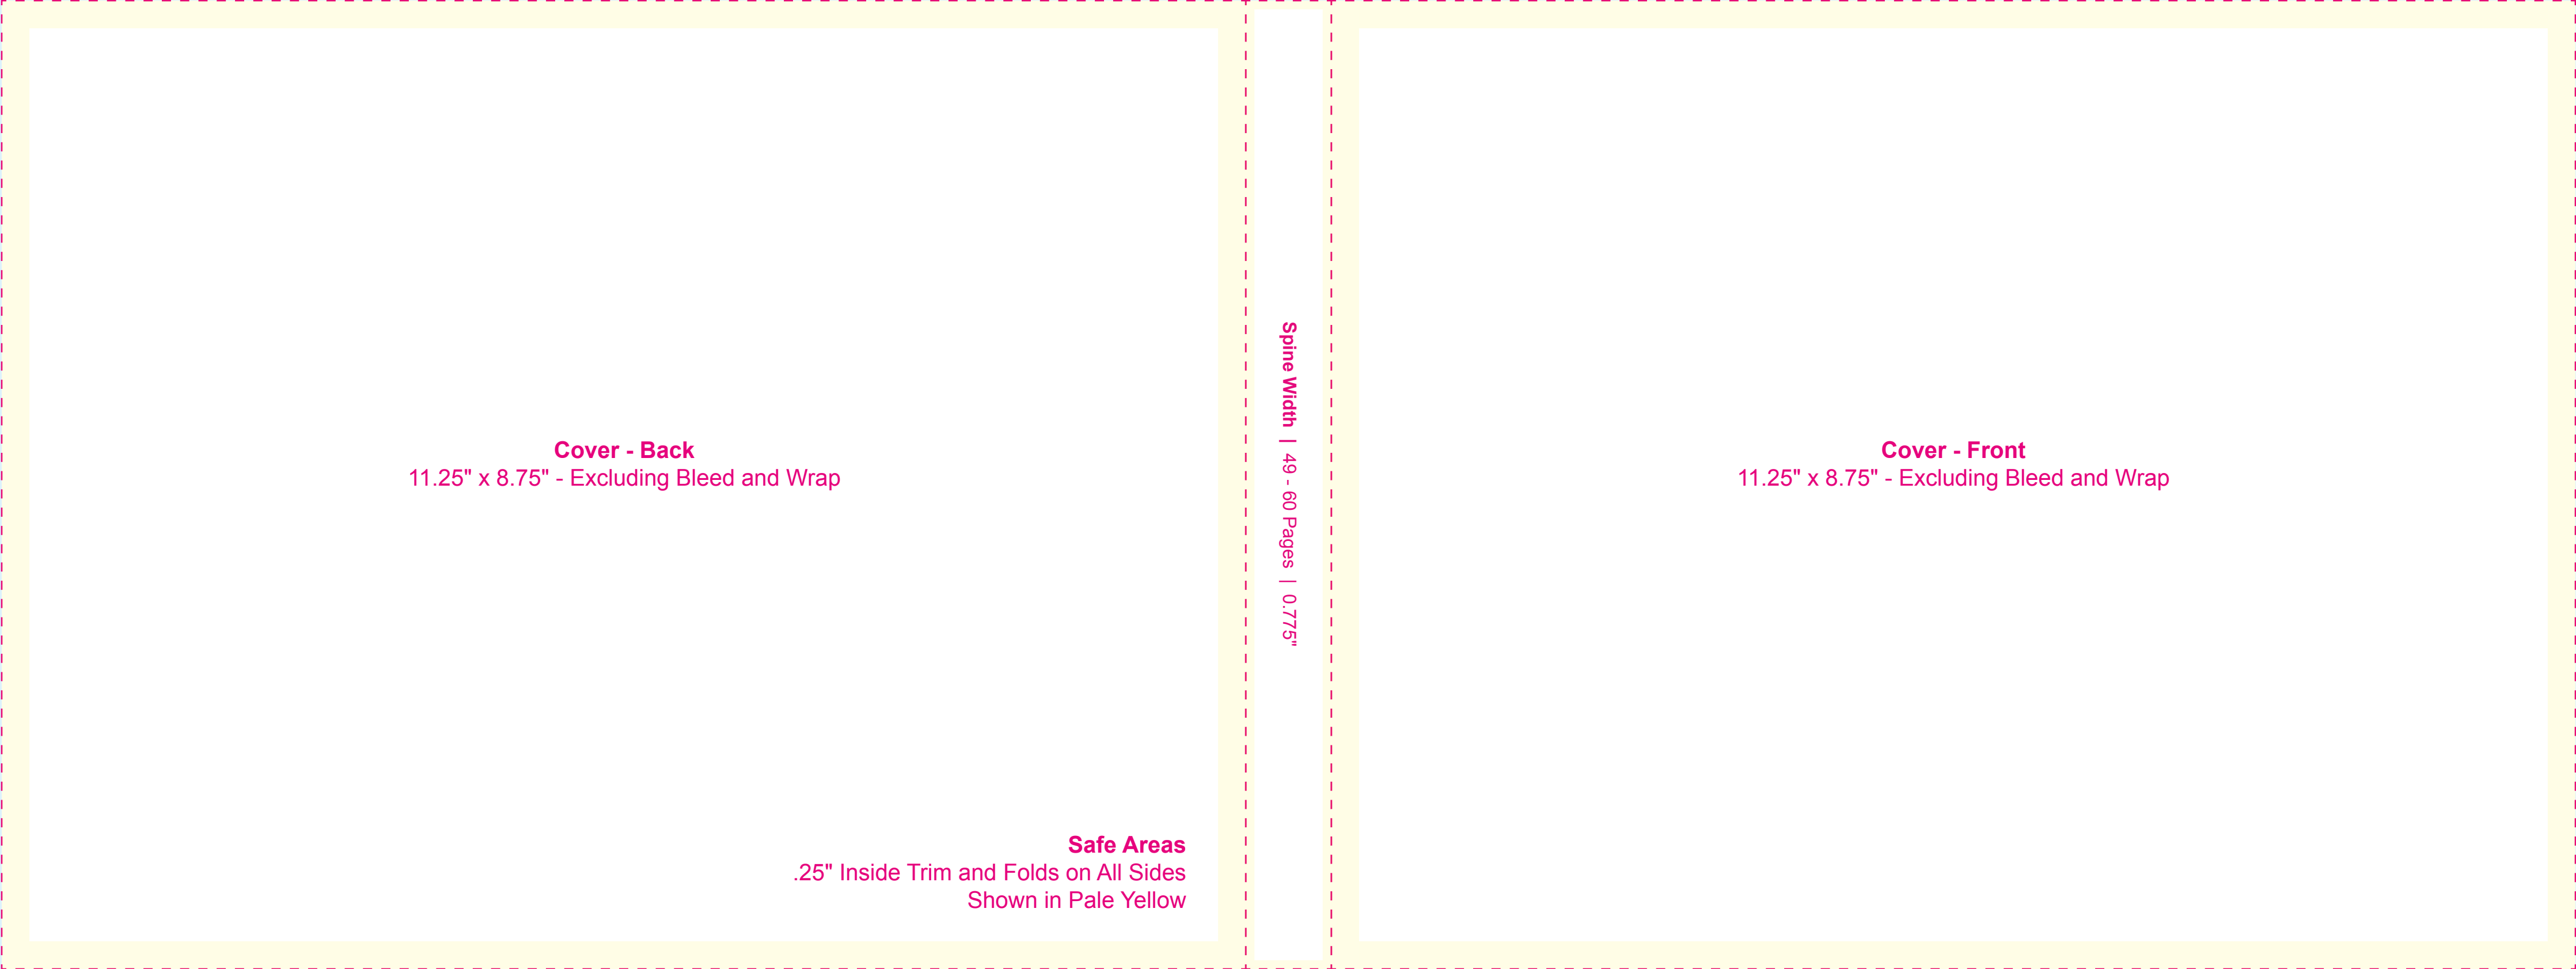 Cover - Back
11.25" x 8.75" - Excluding Bleed and Wrap
Safe Areas
.25" Inside Trim and Folds on All Sides
Shown in Pale Yellow
Spine Width | 49 - 60 Pages | 0.775"
Cover - Front
11.25" x 8.75" - Excluding Bleed and Wrap